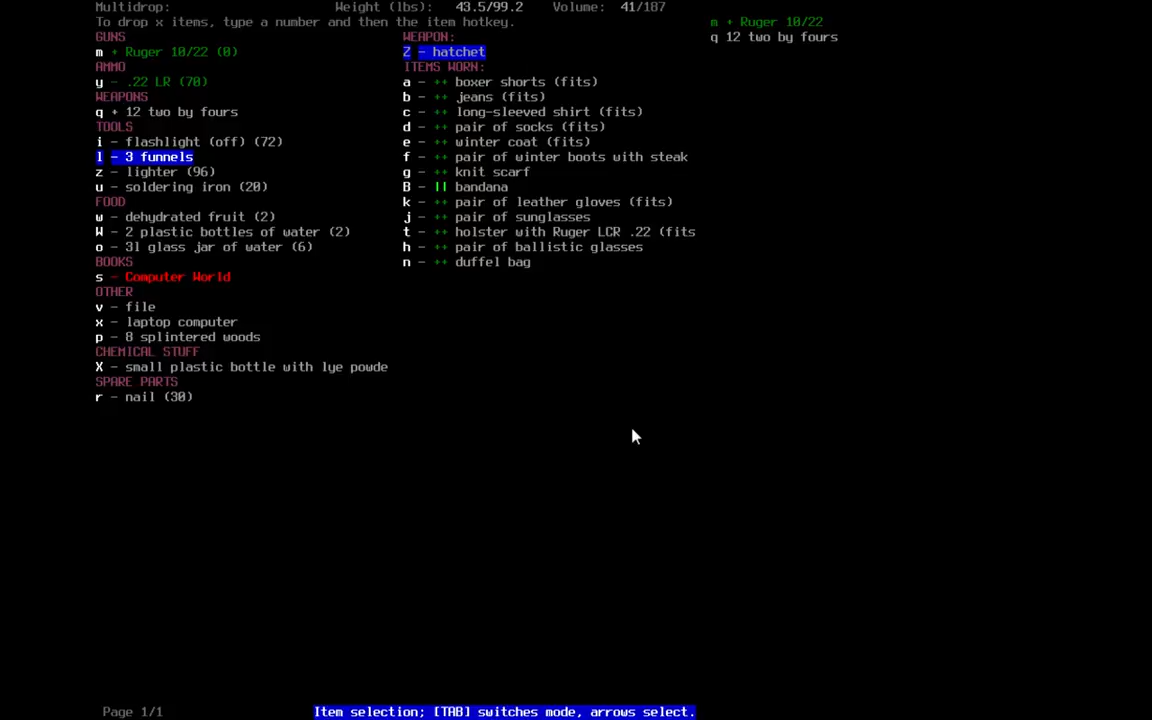 Multidrop: Weight (lbs): 43.5/99.2 Volume: 41/187
To drop x items, type a number and then the item hotkey.
GUNS
m + Ruger 10/22 (0)
AMMO
y - .22 LR (70)
WEAPONS
q + 12 two by fours
TOOLS
i - flashlight (off) (72)
l - 3 funnels
z - lighter (96)
u - soldering iron (20)
FOOD
w - dehydrated fruit (2)
W - 2 plastic bottles of water (2)
o - 3l glass jar of water (6)
BOOKS
s - Computer World
OTHER
v - file
x - laptop computer
p - 8 splintered woods
CHEMICAL STUFF
X - small plastic bottle with lye powde
SPARE PARTS
r - nail (30)
WEAPON:
Z - hatchet
ITEMS WORN:
a - ++ boxer shorts (fits)
b - ++ jeans (fits)
c - ++ long-sleeved shirt (fits)
d - ++ pair of socks (fits)
e - ++ winter coat (fits)
f - ++ pair of winter boots with steak
g - ++ knit scarf
B - || bandana
k - ++ pair of leather gloves (fits)
j - ++ pair of sunglasses
t - ++ holster with Ruger LCR .22 (fits
h - ++ pair of ballistic glasses
n - ++ duffel bag
m + Ruger 10/22
q 12 two by fours
Page 1/1 Item selection; [TAB] switches mode, arrows select.